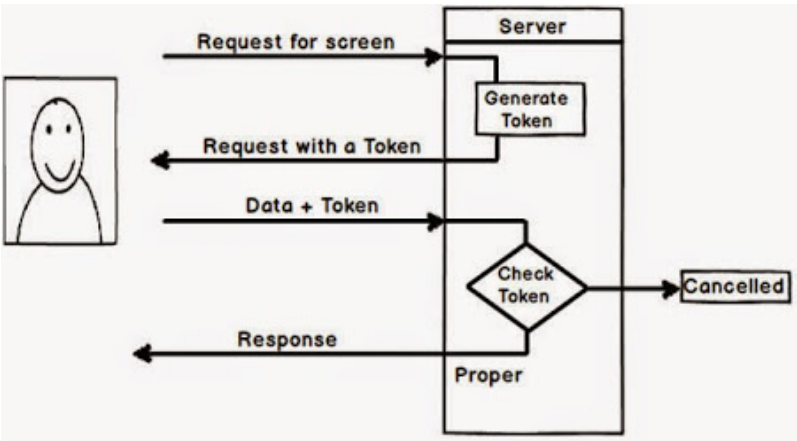 Server
Request for screen
Generate
Token
Request with a Token
Data + Token
Check
Token
Cancelled
Response
Proper